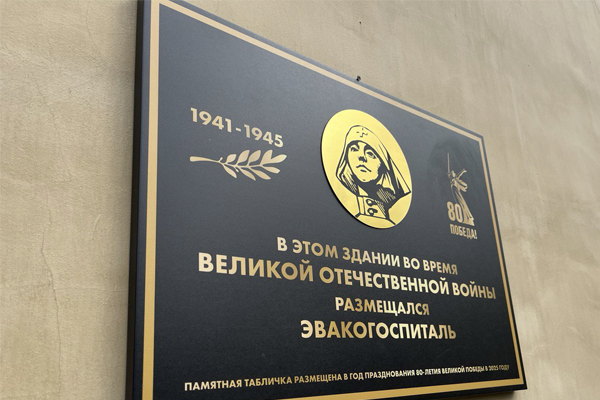 1941-1945
80
ПОБЕДА!
В ЭТОМ ЗДАНИИ ВО ВРЕМЯ
ВЕЛИКОЙ ОТЕЧЕСТВЕННОЙ ВОЙНЫ
РАЗМЕЩАЛСЯ
ЭВАКОГОСПИТАЛЬ
ПАМЯТНАЯ ТАБЛИЧКА РАЗМЕЩЕНА В ГОД ПРАЗДНОВАНИЯ 80-ЛЕТИЯ ВЕЛИКОЙ ПОБЕДЫ В 2025 ГОДУ